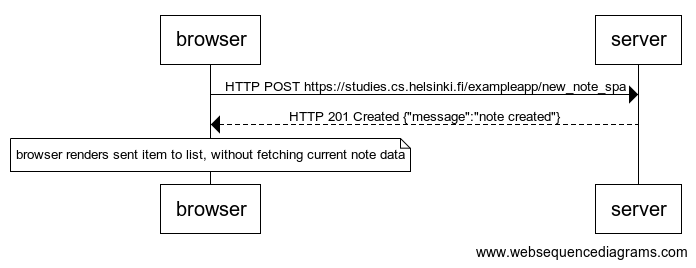 browser
server
HTTP POST https://studies.cs.helsinki.fi/exampleapp/new_note_spa
HTTP 201 Created {"message":"note created"}
browser renders sent item to list, without fetching current note data
browser
server
www.websequencediagrams.com